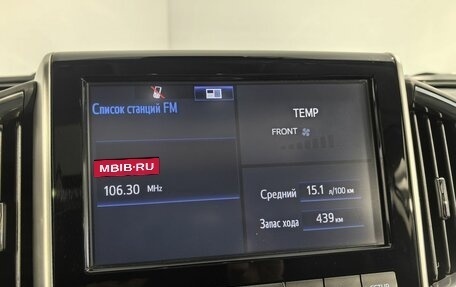 Список станций FM
TEMP
FRONT
MBIB-RU
106.30 MHz
Средний 15.1 л/100 км
Запас хода 439 км
SETUP